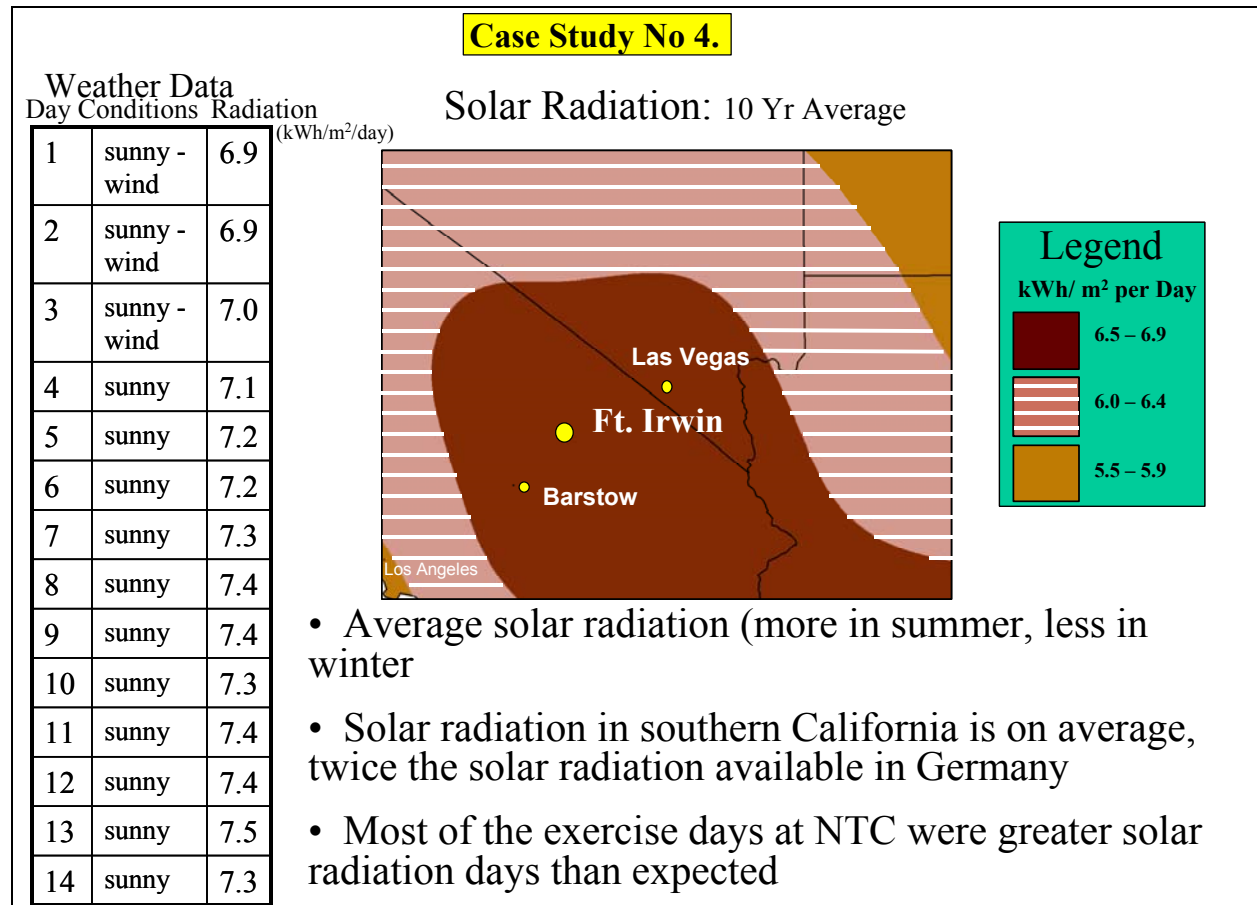 Case Study No 4.
Weather Data
Day Conditions Radiation
(kWh/m²/day)
1 sunny - wind 6.9
2 sunny - wind 6.9
3 sunny - wind 7.0
4 sunny 7.1
5 sunny 7.2
6 sunny 7.2
7 sunny 7.3
8 sunny 7.4
9 sunny 7.4
10 sunny 7.3
11 sunny 7.4
12 sunny 7.4
13 sunny 7.5
14 sunny 7.3
Solar Radiation: 10 Yr Average
Las Vegas
Ft. Irwin
Barstow
Los Angeles
Legend
kWh/ m² per Day
6.5 – 6.9
6.0 – 6.4
5.5 – 5.9
• Average solar radiation (more in summer, less in
winter
• Solar radiation in southern California is on average,
twice the solar radiation available in Germany
• Most of the exercise days at NTC were greater solar
radiation days than expected